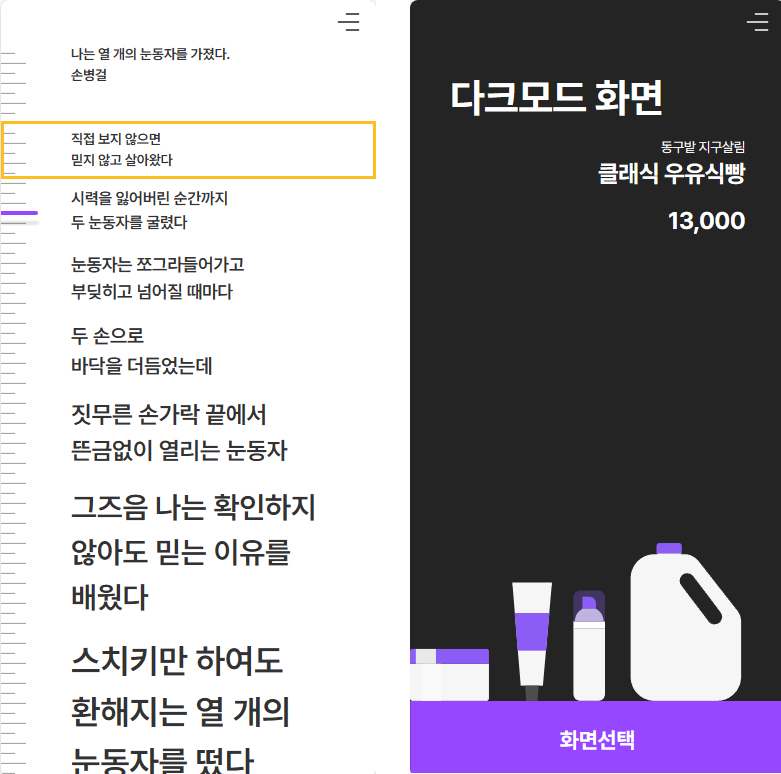 나는 열 개의 눈동자를 가졌다.
손병걸
직접 보지 않으면
믿지 않고 살아왔다
시력을 잃어버린 순간까지
두 눈동자를 굴렸다
눈동자는 쪼그라들어가고
부딪히고 넘어질 때마다
두 손으로
바닥을 더듬었는데
짓무른 손가락 끝에서
뜬금없이 열리는 눈동자
그즈음 나는 확인하지
않아도 믿는 이유를
배웠다
스치키만 하여도
환해지는 열 개의
눈동자를 떴다
다크모드 화면
동구밭 지구살림
클래식 우유식빵
13,000
화면선택